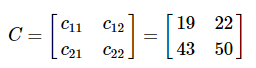 C = [ c₁₁ c₁₂ ] = [ 19 22 ]
[ c₂₁ c₂₂ ] [ 43 50 ]